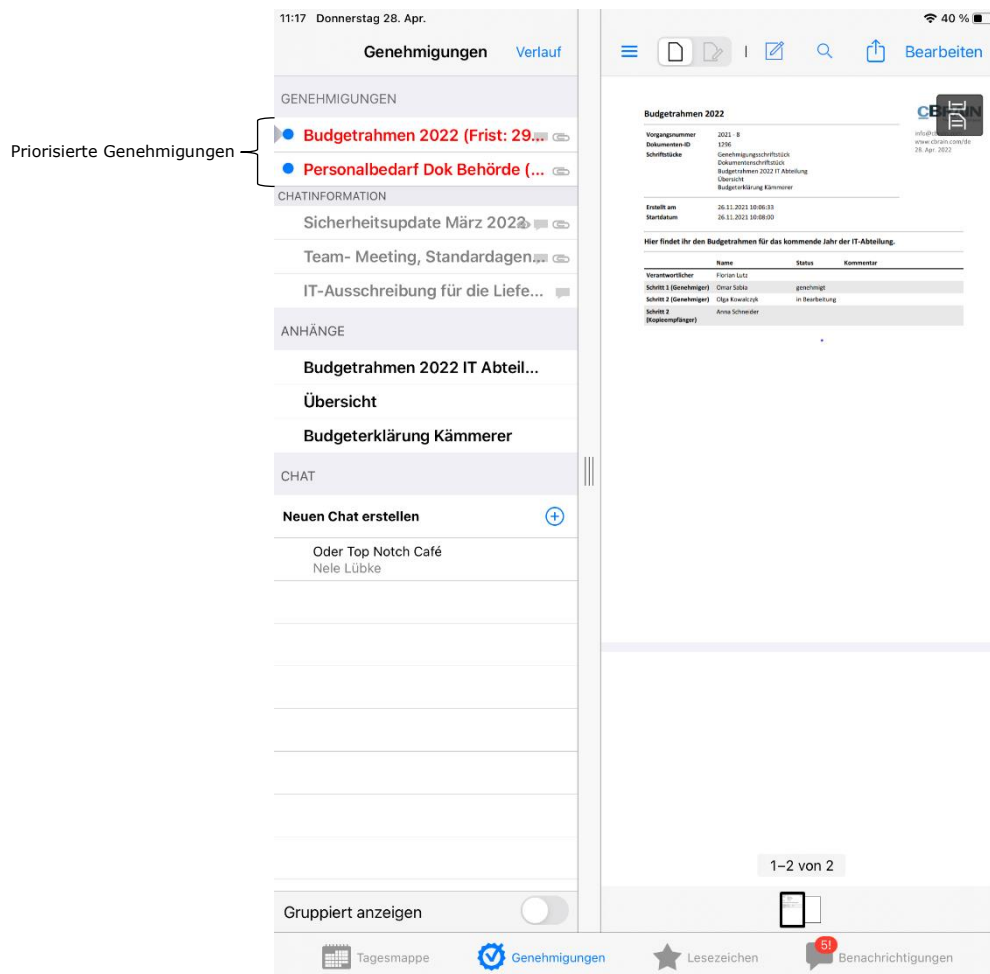 11:17 Donnerstag 28. Apr.
40 %
Genehmigungen Verlauf
Bearbeiten
GENEHMIGUNGEN
Priorisierte Genehmigungen
Budgetrahmen 2022 (Frist: 29...
Personalbedarf Dok Behörde (...
CHATINFORMATION
Sicherheitsupdate März 2022
Team- Meeting, Standardagen...
IT-Ausschreibung für die Liefe...
ANHÄNGE
Budgetrahmen 2022 IT Abteil...
Übersicht
Budgeterklärung Kämmerer
CHAT
Neuen Chat erstellen
Oder Top Notch Café
Nele Lübke
Gruppiert anzeigen
Budgetrahmen 2022
Vorgangsnummer 2021 - 8
Dokumenten-ID 1296
Schriftstücke Genehmigungsschriftstück
Dokumentenschriftstück
Budgetrahmen 2022 IT Abteilung
Übersicht
Budgeterklärung Kämmerer
www.cbrain.com/de
28. Apr. 2022
Erstellt am 26.11.2021 10:06:33
Startdatum 26.11.2021 10:08:00
Hier findet ihr den Budgetrahmen für das kommende Jahr der IT-Abteilung.
Name Status Kommentar
Verantwortlicher Florian Lutz
Schritt 1 (Genehmiger) Omar Sabia genehmigt
Schritt 2 (Genehmiger) Olga Kowalczyk in Bearbeitung
Schritt 2 Anna Schneider
(Kopieempfänger)
1–2 von 2
Tagesmappe Genehmigungen Lesezeichen 5! Benachrichtigungen